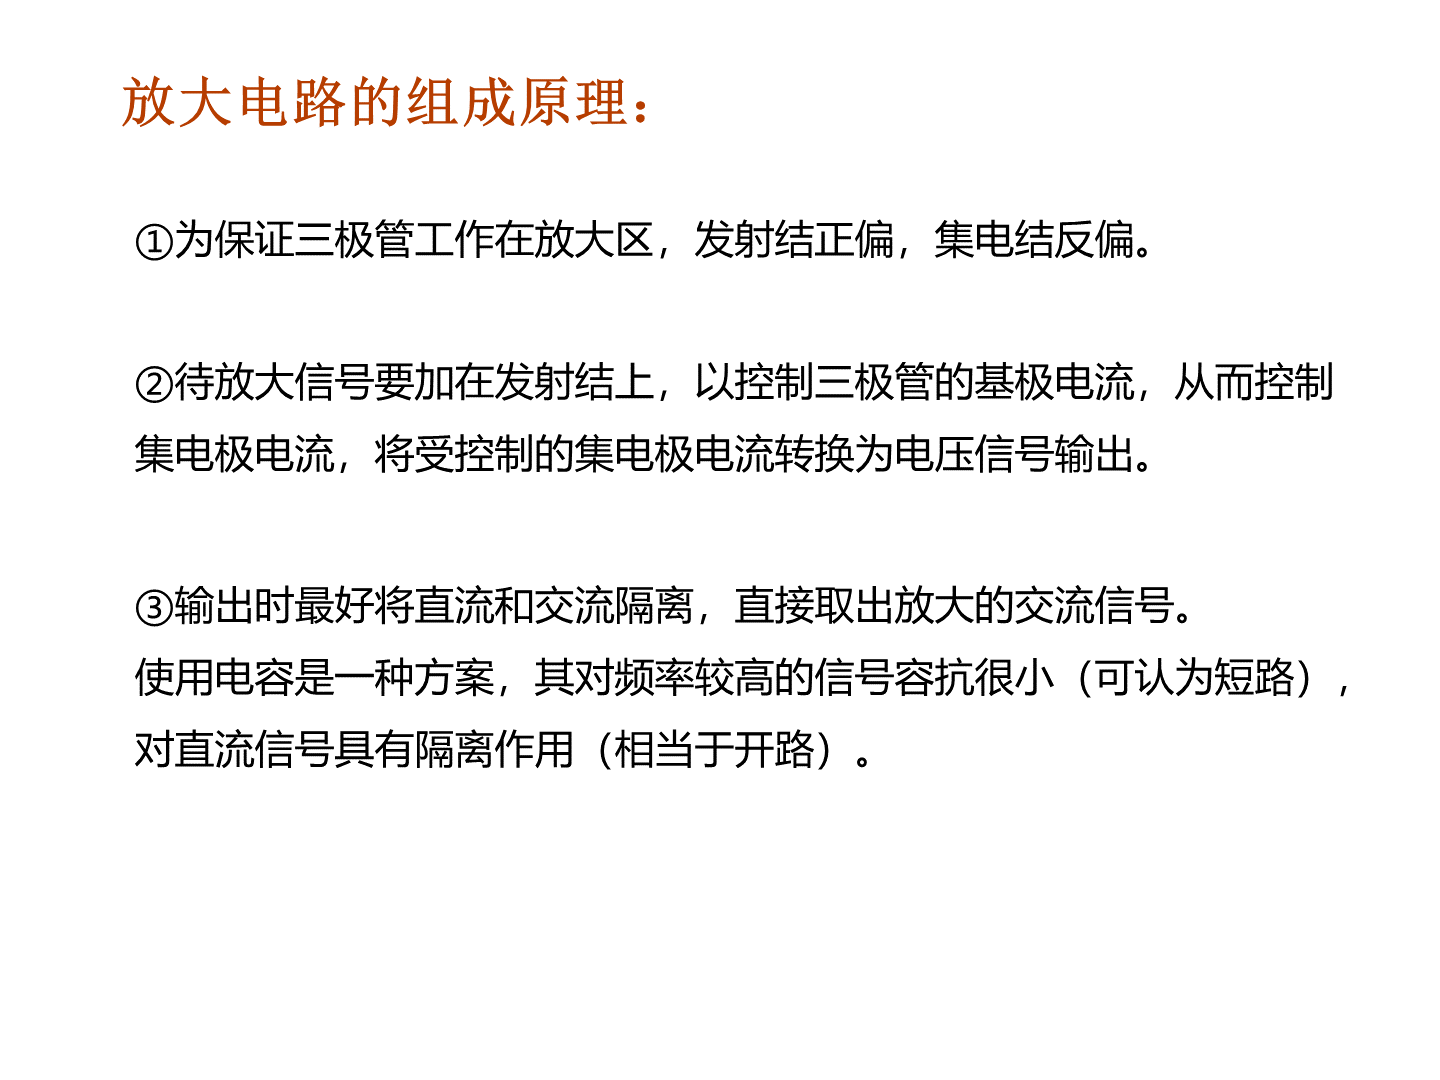 放大电路的组成原理：
①为保证三极管工作在放大区，发射结正偏，集电结反偏。
②待放大信号要加在发射结上，以控制三极管的基极电流，从而控制
集电极电流，将受控制的集电极电流转换为电压信号输出。
③输出时最好将直流和交流隔离，直接取出放大的交流信号。
使用电容是一种方案，其对频率较高的信号容抗很小（可认为短路），
对直流信号具有隔离作用（相当于开路）。